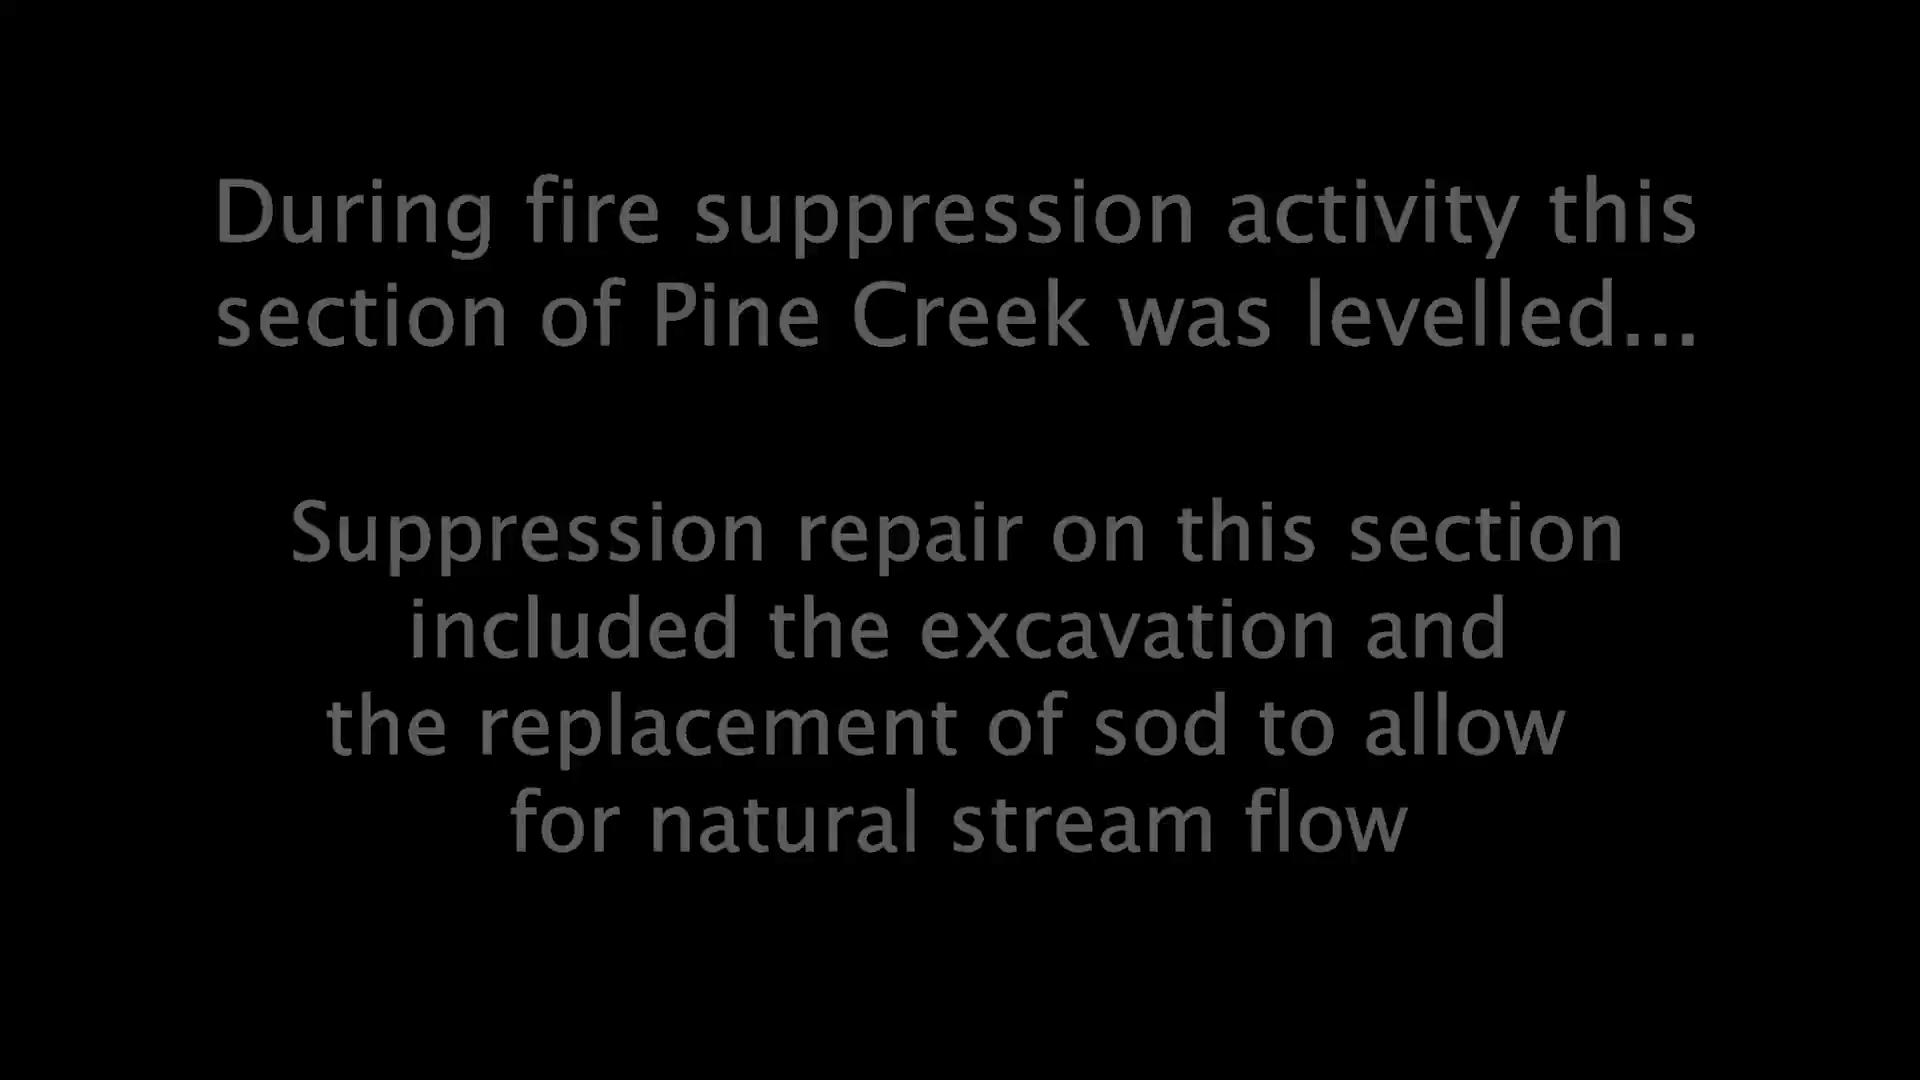 During fire suppression activity this
section of Pine Creek was levelled...
Suppression repair on this section
included the excavation and
the replacement of sod to allow
for natural stream flow